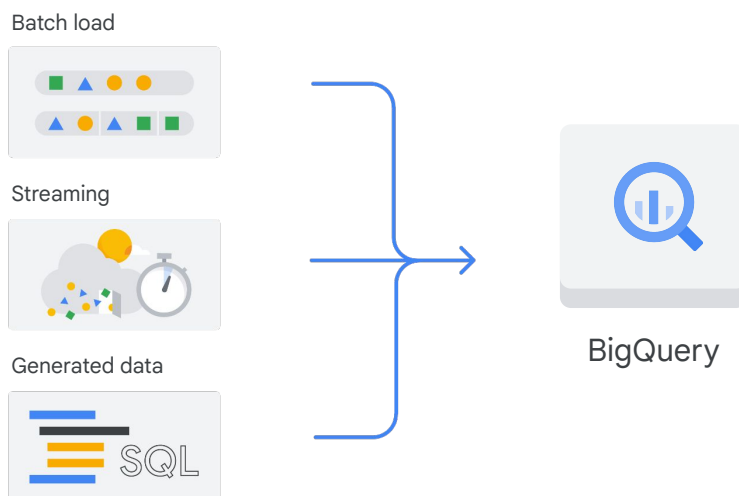 Batch load
Streaming
Generated data
SQL
BigQuery